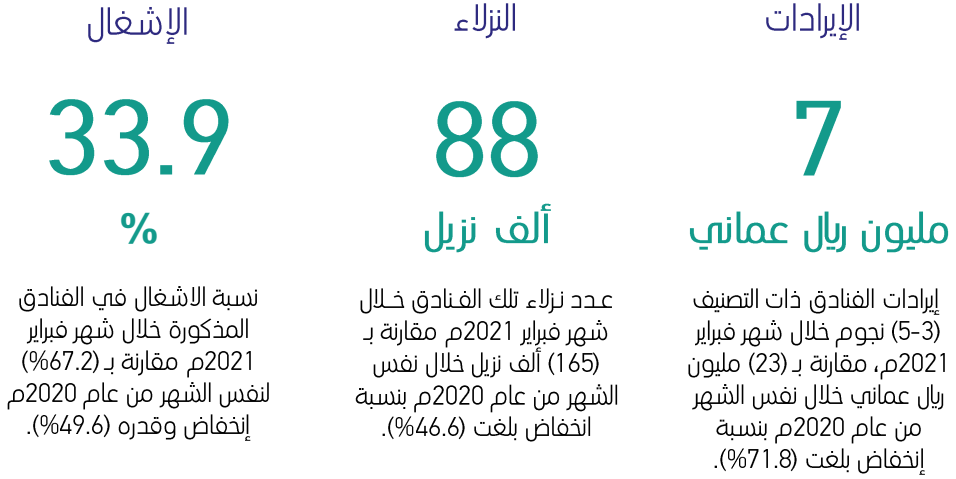 الإيرادات
7
مليون ريال عماني
إيرادات الفنادق ذات التصنيف
(3-5) نجوم خلال شهر فبراير
2021م، مقارنة بـ (23) مليون
ريال عماني خلال نفس الشهر
من عام 2020م بنسبة
إنخفاض بلغت (71.8%).
النزلاء
88
ألف نزيل
عـدد نـزلاء تلك الفـنادق خــلال
شهر فبراير 2021م مقارنة بـ
(165) ألف نزيل خلال نفس
الشهر من عام 2020م بنسبة
انخفاض بلغت (46.6%).
الإشغال
33.9
%
نسبة الاشغال في الفنادق
المذكورة خلال شهر فبراير
2021م مقارنة بـ (67.2%)
لنفس الشهر من عام 2020م
إنخفاض وقدره (49.6%).